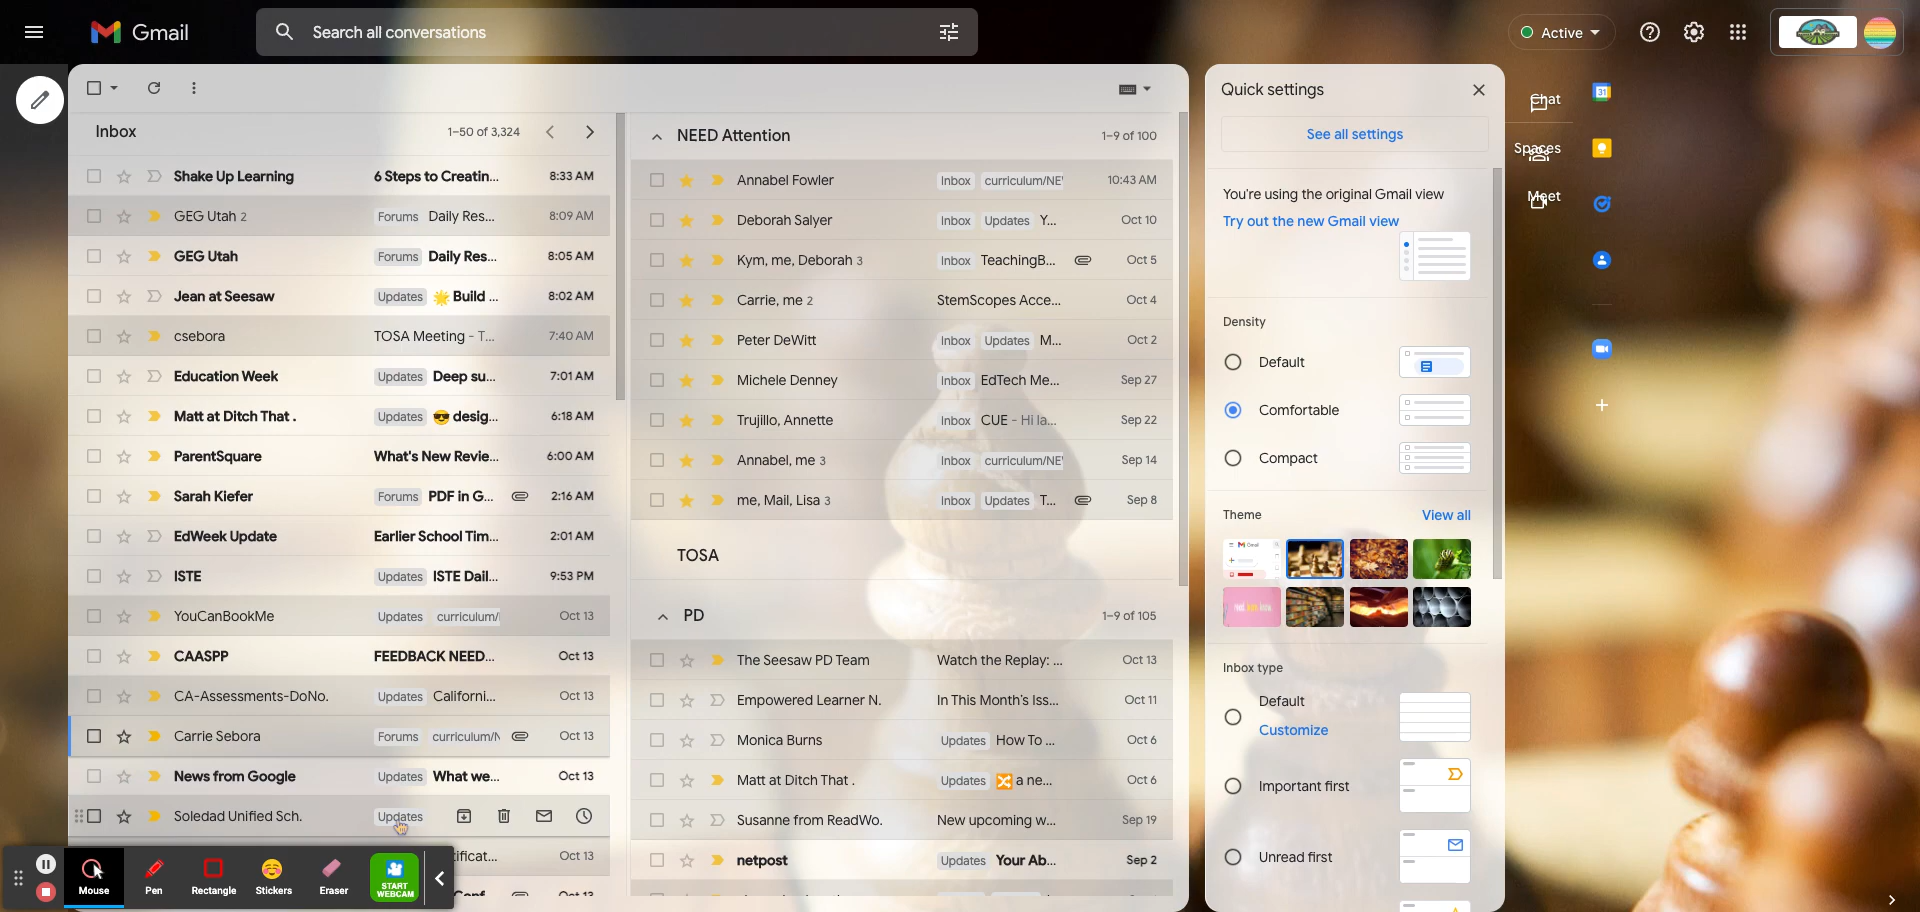 Gmail
Search all conversations
Active
Inbox
1–50 of 3,324
Shake Up Learning 6 Steps to Creatin... 8:33 AM
GEG Utah 2 Forums Daily Res... 8:09 AM
GEG Utah Forums Daily Res... 8:05 AM
Jean at Seesaw Updates 🌟 Build ... 8:02 AM
csebora TOSA Meeting - T... 7:40 AM
Education Week Updates Deep su... 7:01 AM
Matt at Ditch That . Updates 😎 desig... 6:18 AM
ParentSquare What's New Revie... 6:00 AM
Sarah Kiefer Forums PDF in G... 2:16 AM
EdWeek Update Earlier School Tim... 2:01 AM
ISTE Updates ISTE Dail... 9:53 PM
YouCanBookMe Updates curriculum/ Oct 13
CAASPP FEEDBACK NEED... Oct 13
CA-Assessments-DoNo. Updates Californi... Oct 13
Carrie Sebora Forums curriculum/N Oct 13
News from Google Updates What we... Oct 13
Soledad Unified Sch. Updates
tificat... Oct 13
Conf Oct 13
Mouse
Pen
Rectangle
Stickers
Eraser
START WEBCAM
NEED Attention 1–9 of 100
Annabel Fowler Inbox curriculum/NE 10:43 AM
Deborah Salyer Inbox Updates Y... Oct 10
Kym, me, Deborah 3 Inbox TeachingB... Oct 5
Carrie, me 2 StemScopes Acce... Oct 4
Peter DeWitt Inbox Updates M... Oct 2
Michele Denney Inbox EdTech Me... Sep 27
Trujillo, Annette Inbox CUE - Hi la... Sep 22
Annabel, me 3 Inbox curriculum/NE Sep 14
me, Mail, Lisa 3 Inbox Updates T... Sep 8
TOSA
PD 1–9 of 105
The Seesaw PD Team Watch the Replay: ... Oct 13
Empowered Learner N. In This Month's Iss... Oct 11
Monica Burns Updates How To ... Oct 6
Matt at Ditch That . Updates 🔀 a ne... Oct 6
Susanne from ReadWo. New upcoming w... Sep 19
netpost Updates Your Ab... Sep 2
Quick settings
See all settings
You're using the original Gmail view
Try out the new Gmail view
Density
Default
Comfortable
Compact
Theme View all
Inbox type
Default
Customize
Important first
Unread first
Chat
Spaces
Meet
31